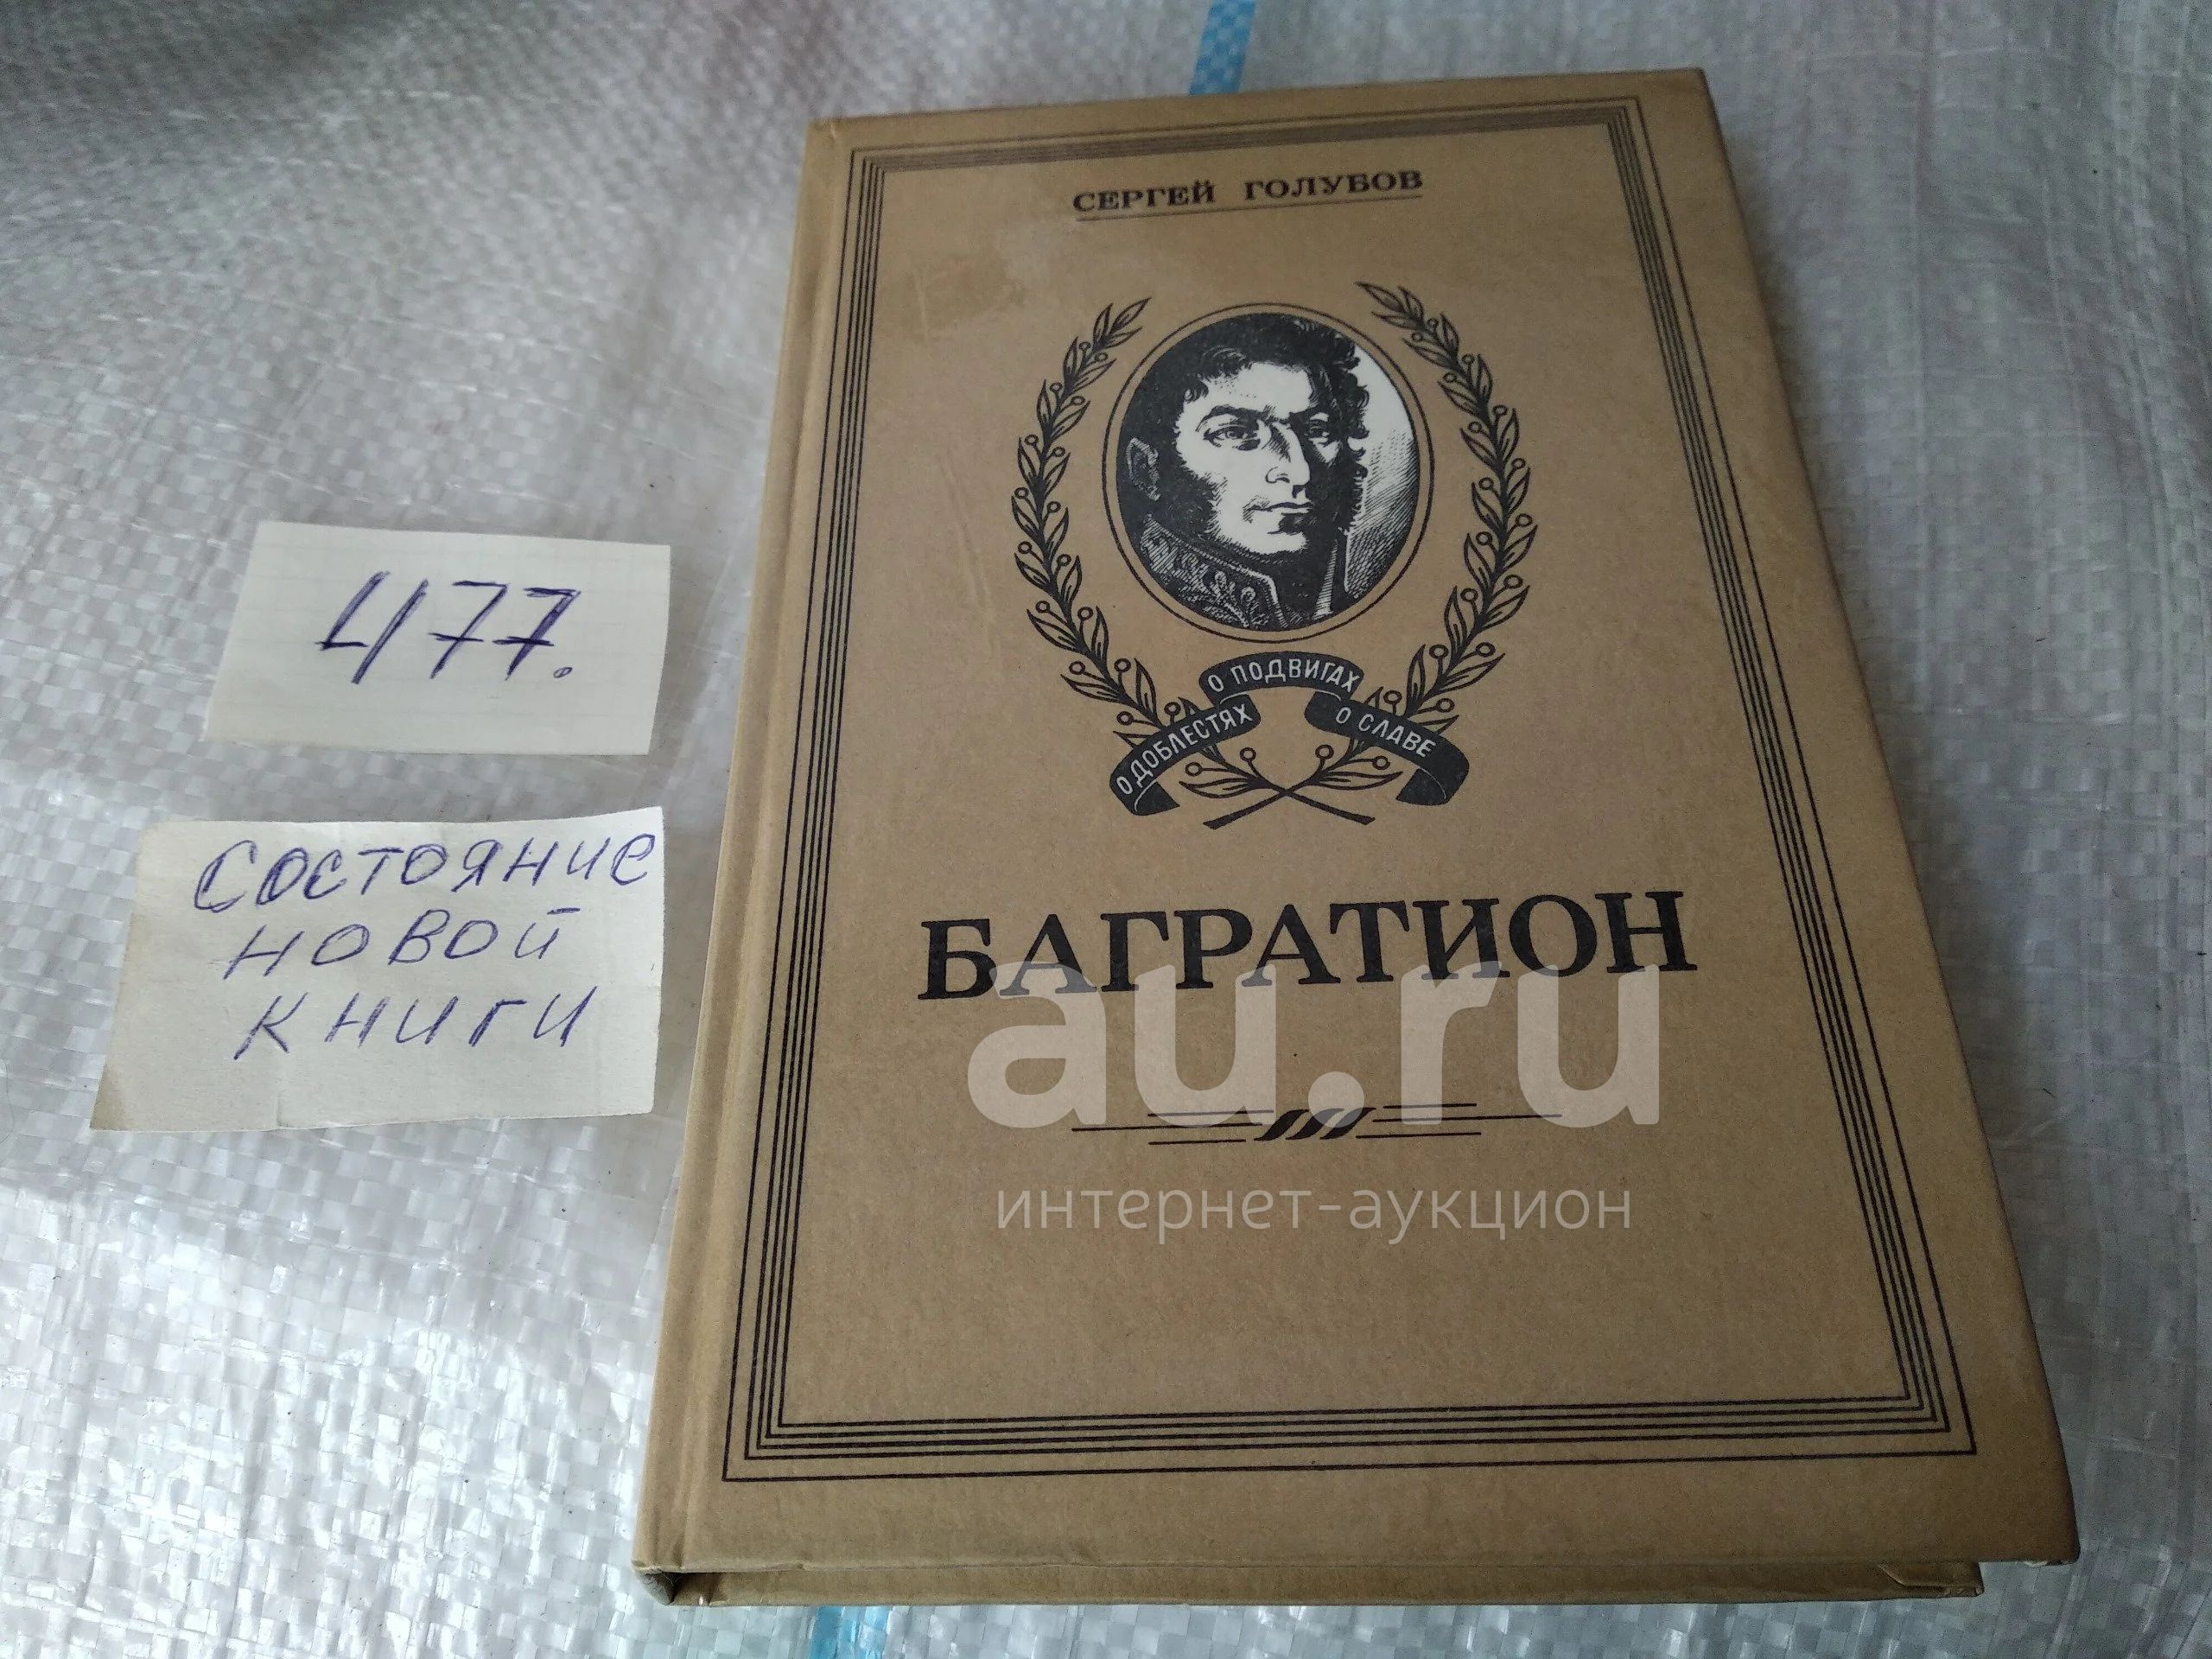 СЕРГЕЙ ГОЛУБОВ
О ДОБЛЕСТЯХ
О ПОДВИГАХ
О СЛАВЕ
БАГРАТИОН
au.ru
интернет-аукцион
477.
Состояние
новой
книги